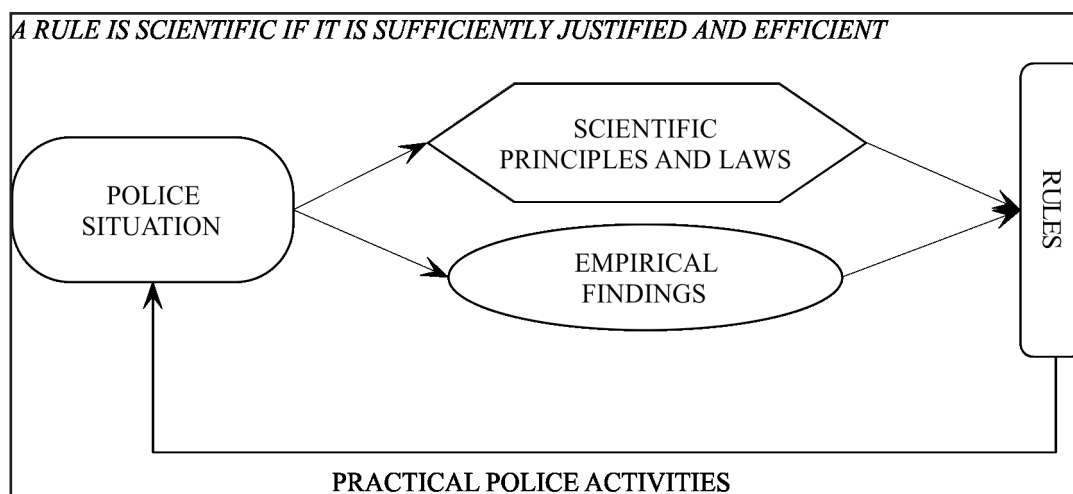 A RULE IS SCIENTIFIC IF IT IS SUFFICIENTLY JUSTIFIED AND EFFICIENT
SCIENTIFIC
PRINCIPLES AND LAWS
POLICE
SITUATION
RULES
EMPIRICAL
FINDINGS
PRACTICAL POLICE ACTIVITIES